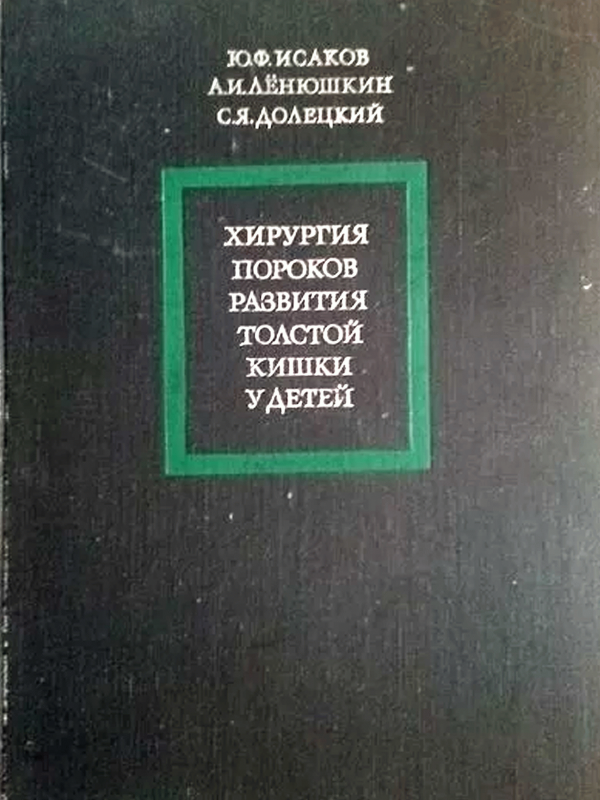 Ю.Ф.ИСАКОВ
А.И.ЛЁНЮШКИН
С.Я.ДОЛЕЦКИЙ
ХИРУРГИЯ
ПОРОКОВ
РАЗВИТИЯ
ТОЛСТОЙ
КИШКИ
У ДЕТЕЙ